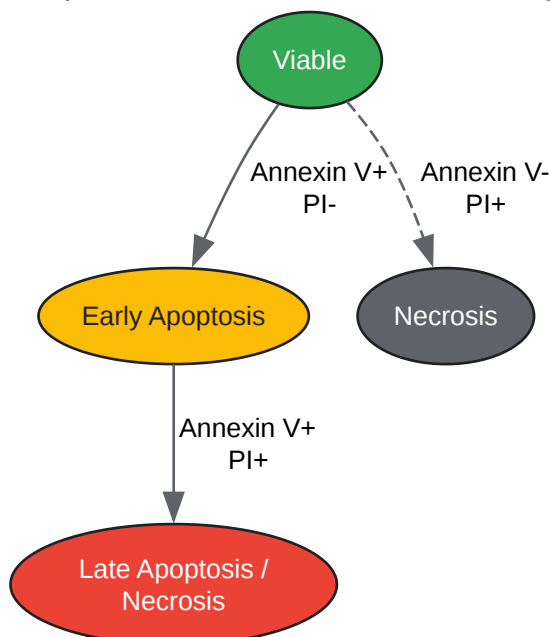 Viable
Annexin V+
PI-
Annexin V-
PI+
Early Apoptosis
Necrosis
Annexin V+
PI+
Late Apoptosis /
Necrosis